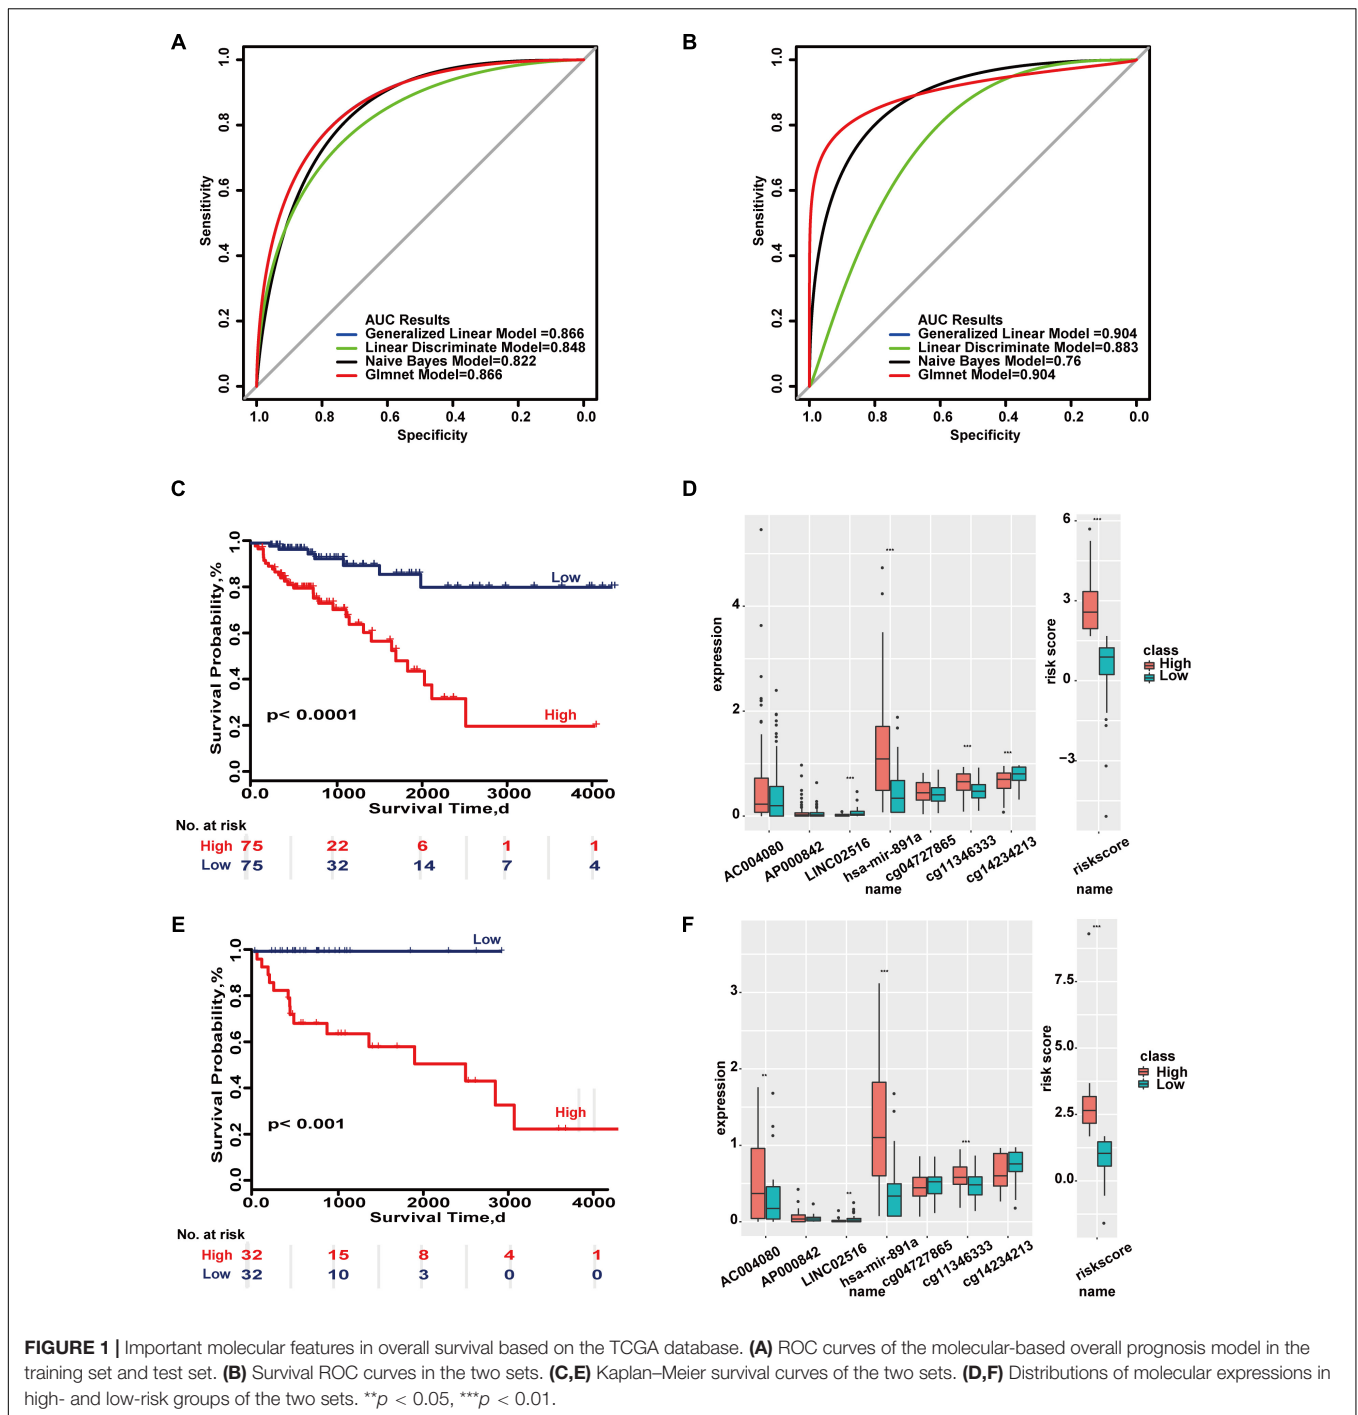 A
1.0
0.8
0.6
0.4
0.2
0.0
Sensitivity
AUC Results
Generalized Linear Model =0.866
Linear Discriminate Model=0.848
Naive Bayes Model=0.822
Glmnet Model=0.866
1.0 0.8 0.6 0.4 0.2 0.0
Specificity
B
1.0
0.8
0.6
0.4
0.2
0.0
Sensitivity
AUC Results
Generalized Linear Model =0.904
Linear Discriminate Model=0.883
Naive Bayes Model=0.76
Glmnet Model=0.904
1.0 0.8 0.6 0.4 0.2 0.0
Specificity
C
Survival Probability,%
1.0
0.8
0.6
0.4
0.2
0.0
Low
High
p< 0.0001
0.0 1000 2000 3000 4000
Survival Time,d
No. at risk
High 75 22 6 1 1
Low 75 32 14 7 4
D
expression
4
2
0
***
***
***
***
AC004080
AP000842
LINC02516
hsa-mir-891a
cg04727865
cg11346333
cg14234213
name
risk score
6
3
0
−3
***
riskscore
name
class
High
Low
E
Survival Probability,%
1.0
0.8
0.6
0.4
0.2
0.0
Low
High
p< 0.001
0 1000 2000 3000 4000
Survival Time,d
No. at risk
High 32 15 8 4 1
Low 32 10 3 0 0
F
expression
3
2
1
0
**
**
***
***
AC004080
AP000842
LINC02516
hsa-mir-891a
cg04727865
cg11346333
cg14234213
name
risk score
7.5
5.0
2.5
0.0
***
riskscore
name
class
High
Low
FIGURE 1 | Important molecular features in overall survival based on the TCGA database. (A) ROC curves of the molecular-based overall prognosis model in the
training set and test set. (B) Survival ROC curves in the two sets. (C,E) Kaplan–Meier survival curves of the two sets. (D,F) Distributions of molecular expressions in
high- and low-risk groups of the two sets. **p < 0.05, ***p < 0.01.